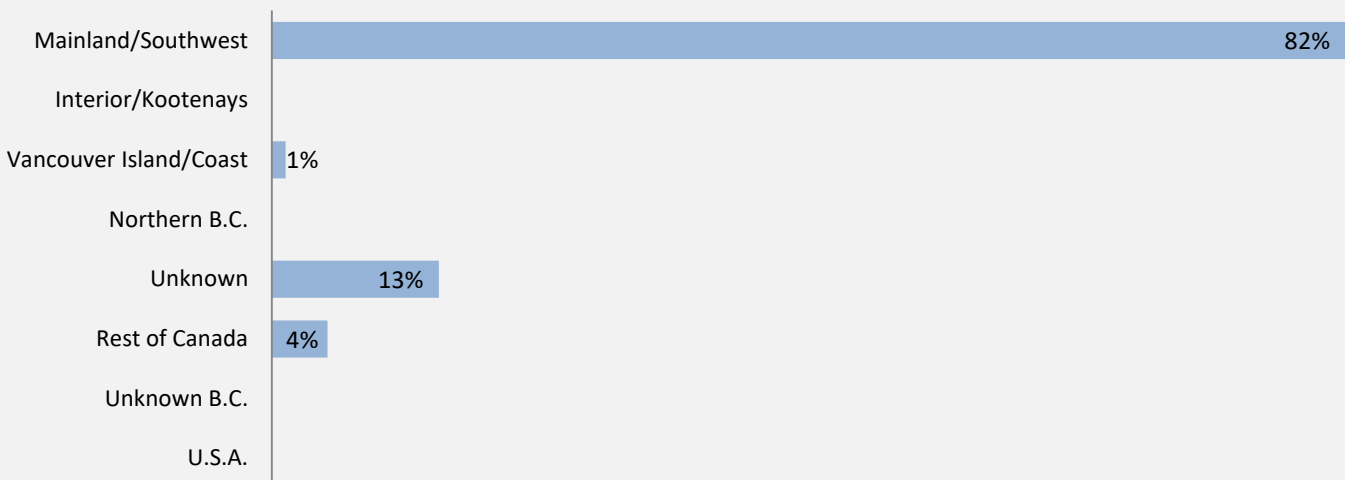 Mainland/Southwest 82%
Interior/Kootenays
Vancouver Island/Coast 1%
Northern B.C.
Unknown 13%
Rest of Canada 4%
Unknown B.C.
U.S.A.